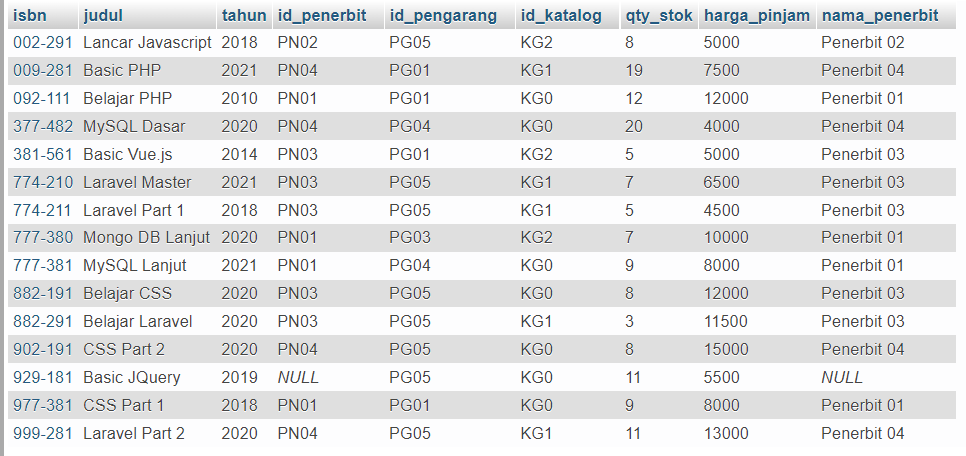 isbn judul tahun id_penerbit id_pengarang id_katalog qty_stok harga_pinjam nama_penerbit
002-291 Lancar Javascript 2018 PN02 PG05 KG2 8 5000 Penerbit 02
009-281 Basic PHP 2021 PN04 PG01 KG1 19 7500 Penerbit 04
092-111 Belajar PHP 2010 PN01 PG01 KG0 12 12000 Penerbit 01
377-482 MySQL Dasar 2020 PN04 PG04 KG0 20 4000 Penerbit 04
381-561 Basic Vue.js 2014 PN03 PG01 KG2 5 5000 Penerbit 03
774-210 Laravel Master 2021 PN03 PG05 KG1 7 6500 Penerbit 03
774-211 Laravel Part 1 2018 PN03 PG05 KG1 5 4500 Penerbit 03
777-380 Mongo DB Lanjut 2020 PN01 PG03 KG2 7 10000 Penerbit 01
777-381 MySQL Lanjut 2021 PN01 PG04 KG0 9 8000 Penerbit 01
882-191 Belajar CSS 2020 PN03 PG05 KG0 8 12000 Penerbit 03
882-291 Belajar Laravel 2020 PN03 PG05 KG1 3 11500 Penerbit 03
902-191 CSS Part 2 2020 PN04 PG05 KG0 8 15000 Penerbit 04
929-181 Basic JQuery 2019 NULL PG05 KG0 11 5500 NULL
977-381 CSS Part 1 2018 PN01 PG01 KG0 9 8000 Penerbit 01
999-281 Laravel Part 2 2020 PN04 PG05 KG1 11 13000 Penerbit 04